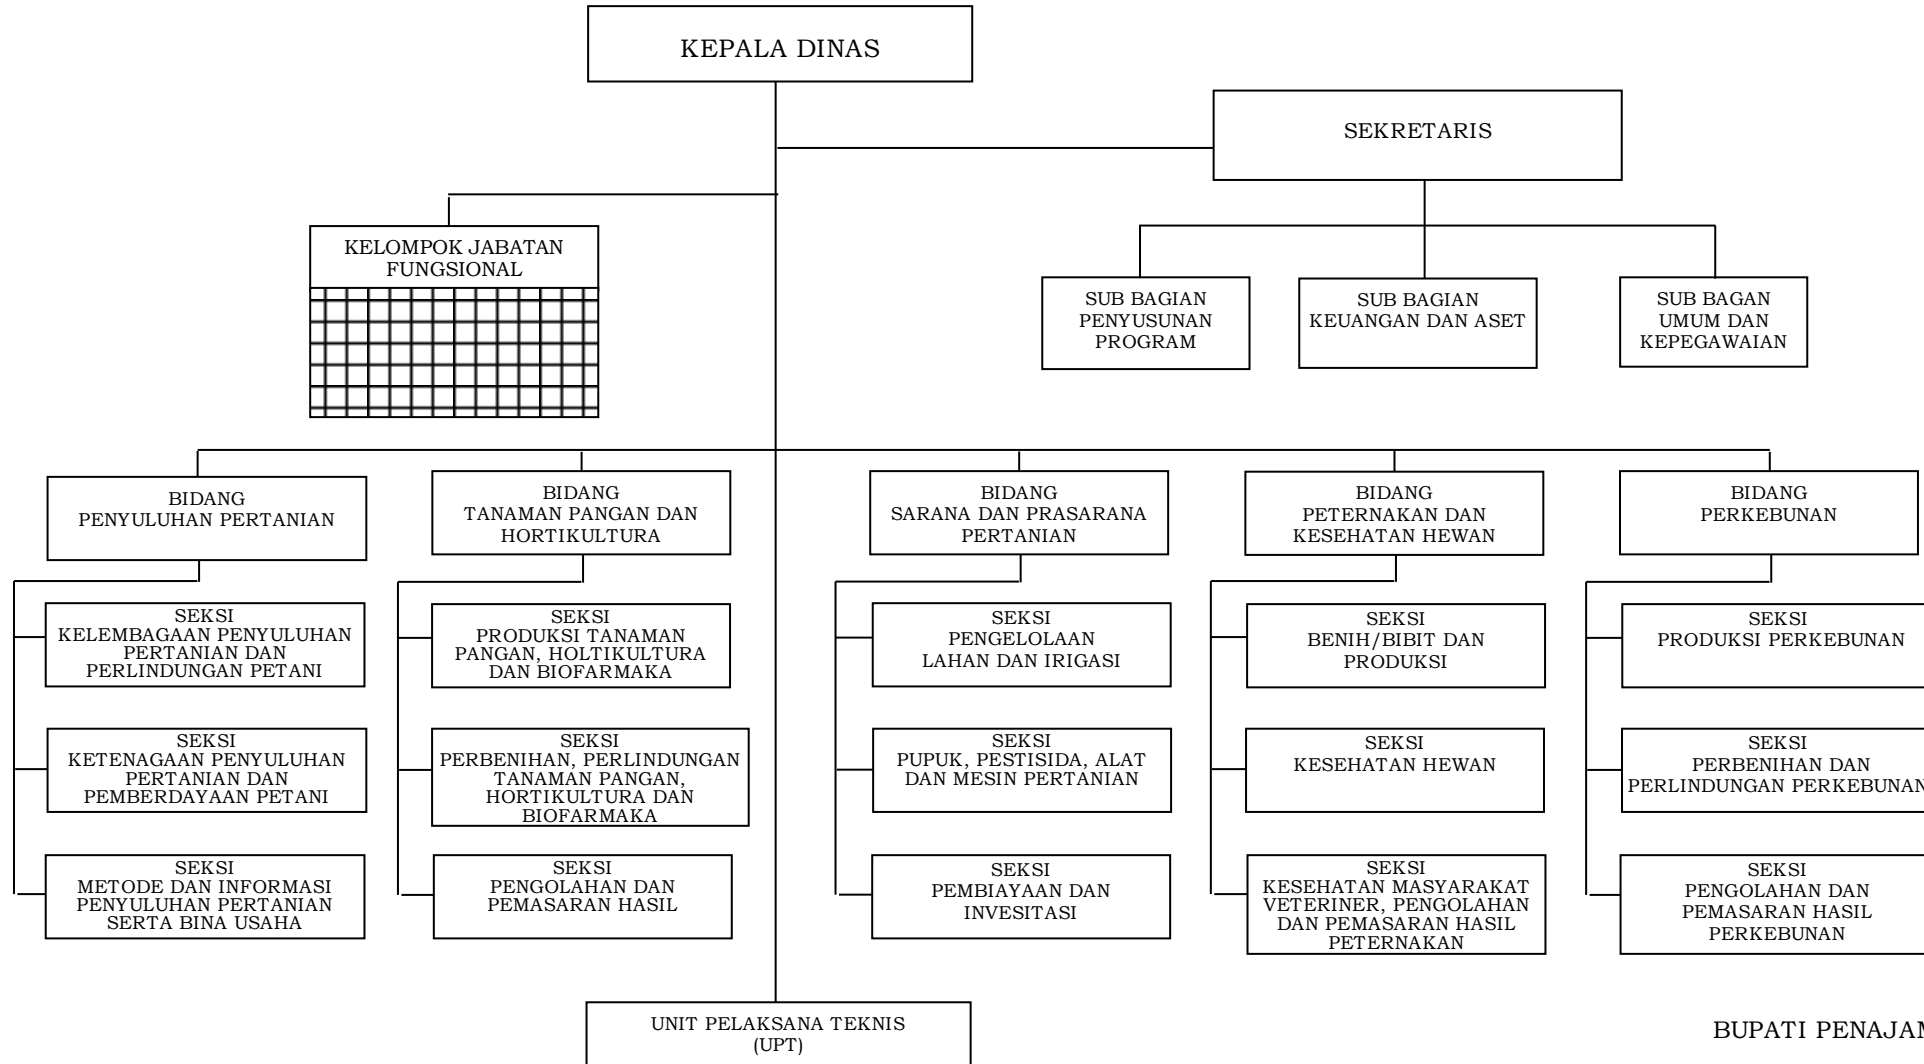 KEPALA DINAS
SEKRETARIS
KELOMPOK JABATAN
FUNGSIONAL
SUB BAGIAN
PENYUSUNAN
PROGRAM
SUB BAGIAN
KEUANGAN DAN ASET
SUB BAGAN
UMUM DAN
KEPEGAWAIAN
BIDANG
PENYULUHAN PERTANIAN
BIDANG
TANAMAN PANGAN DAN
HORTIKULTURA
BIDANG
SARANA DAN PRASARANA
PERTANIAN
BIDANG
PETERNAKAN DAN
KESEHATAN HEWAN
BIDANG
PERKEBUNAN
SEKSI
KELEMBAGAAN PENYULUHAN
PERTANIAN DAN
PERLINDUNGAN PETANI
SEKSI
PRODUKSI TANAMAN
PANGAN, HOLTIKULTURA
DAN BIOFARMAKA
SEKSI
PENGELOLAAN
LAHAN DAN IRIGASI
SEKSI
BENIH/BIBIT DAN
PRODUKSI
SEKSI
PRODUKSI PERKEBUNAN
SEKSI
KETENAGAAN PENYULUHAN
PERTANIAN DAN
PEMBERDAYAAN PETANI
SEKSI
PERBENIHAN, PERLINDUNGAN
TANAMAN PANGAN,
HORTIKULTURA DAN
BIOFARMAKA
SEKSI
PUPUK, PESTISIDA, ALAT
DAN MESIN PERTANIAN
SEKSI
KESEHATAN HEWAN
SEKSI
PERBENIHAN DAN
PERLINDUNGAN PERKEBUNAN
SEKSI
METODE DAN INFORMASI
PENYULUHAN PERTANIAN
SERTA BINA USAHA
SEKSI
PENGOLAHAN DAN
PEMASARAN HASIL
SEKSI
PEMBIAYAAN DAN
INVESITASI
SEKSI
KESEHATAN MASYARAKAT
VETERINER, PENGOLAHAN
DAN PEMASARAN HASIL
PETERNAKAN
SEKSI
PENGOLAHAN DAN
PEMASARAN HASIL
PERKEBUNAN
UNIT PELAKSANA TEKNIS
(UPT)
BUPATI PENAJAM